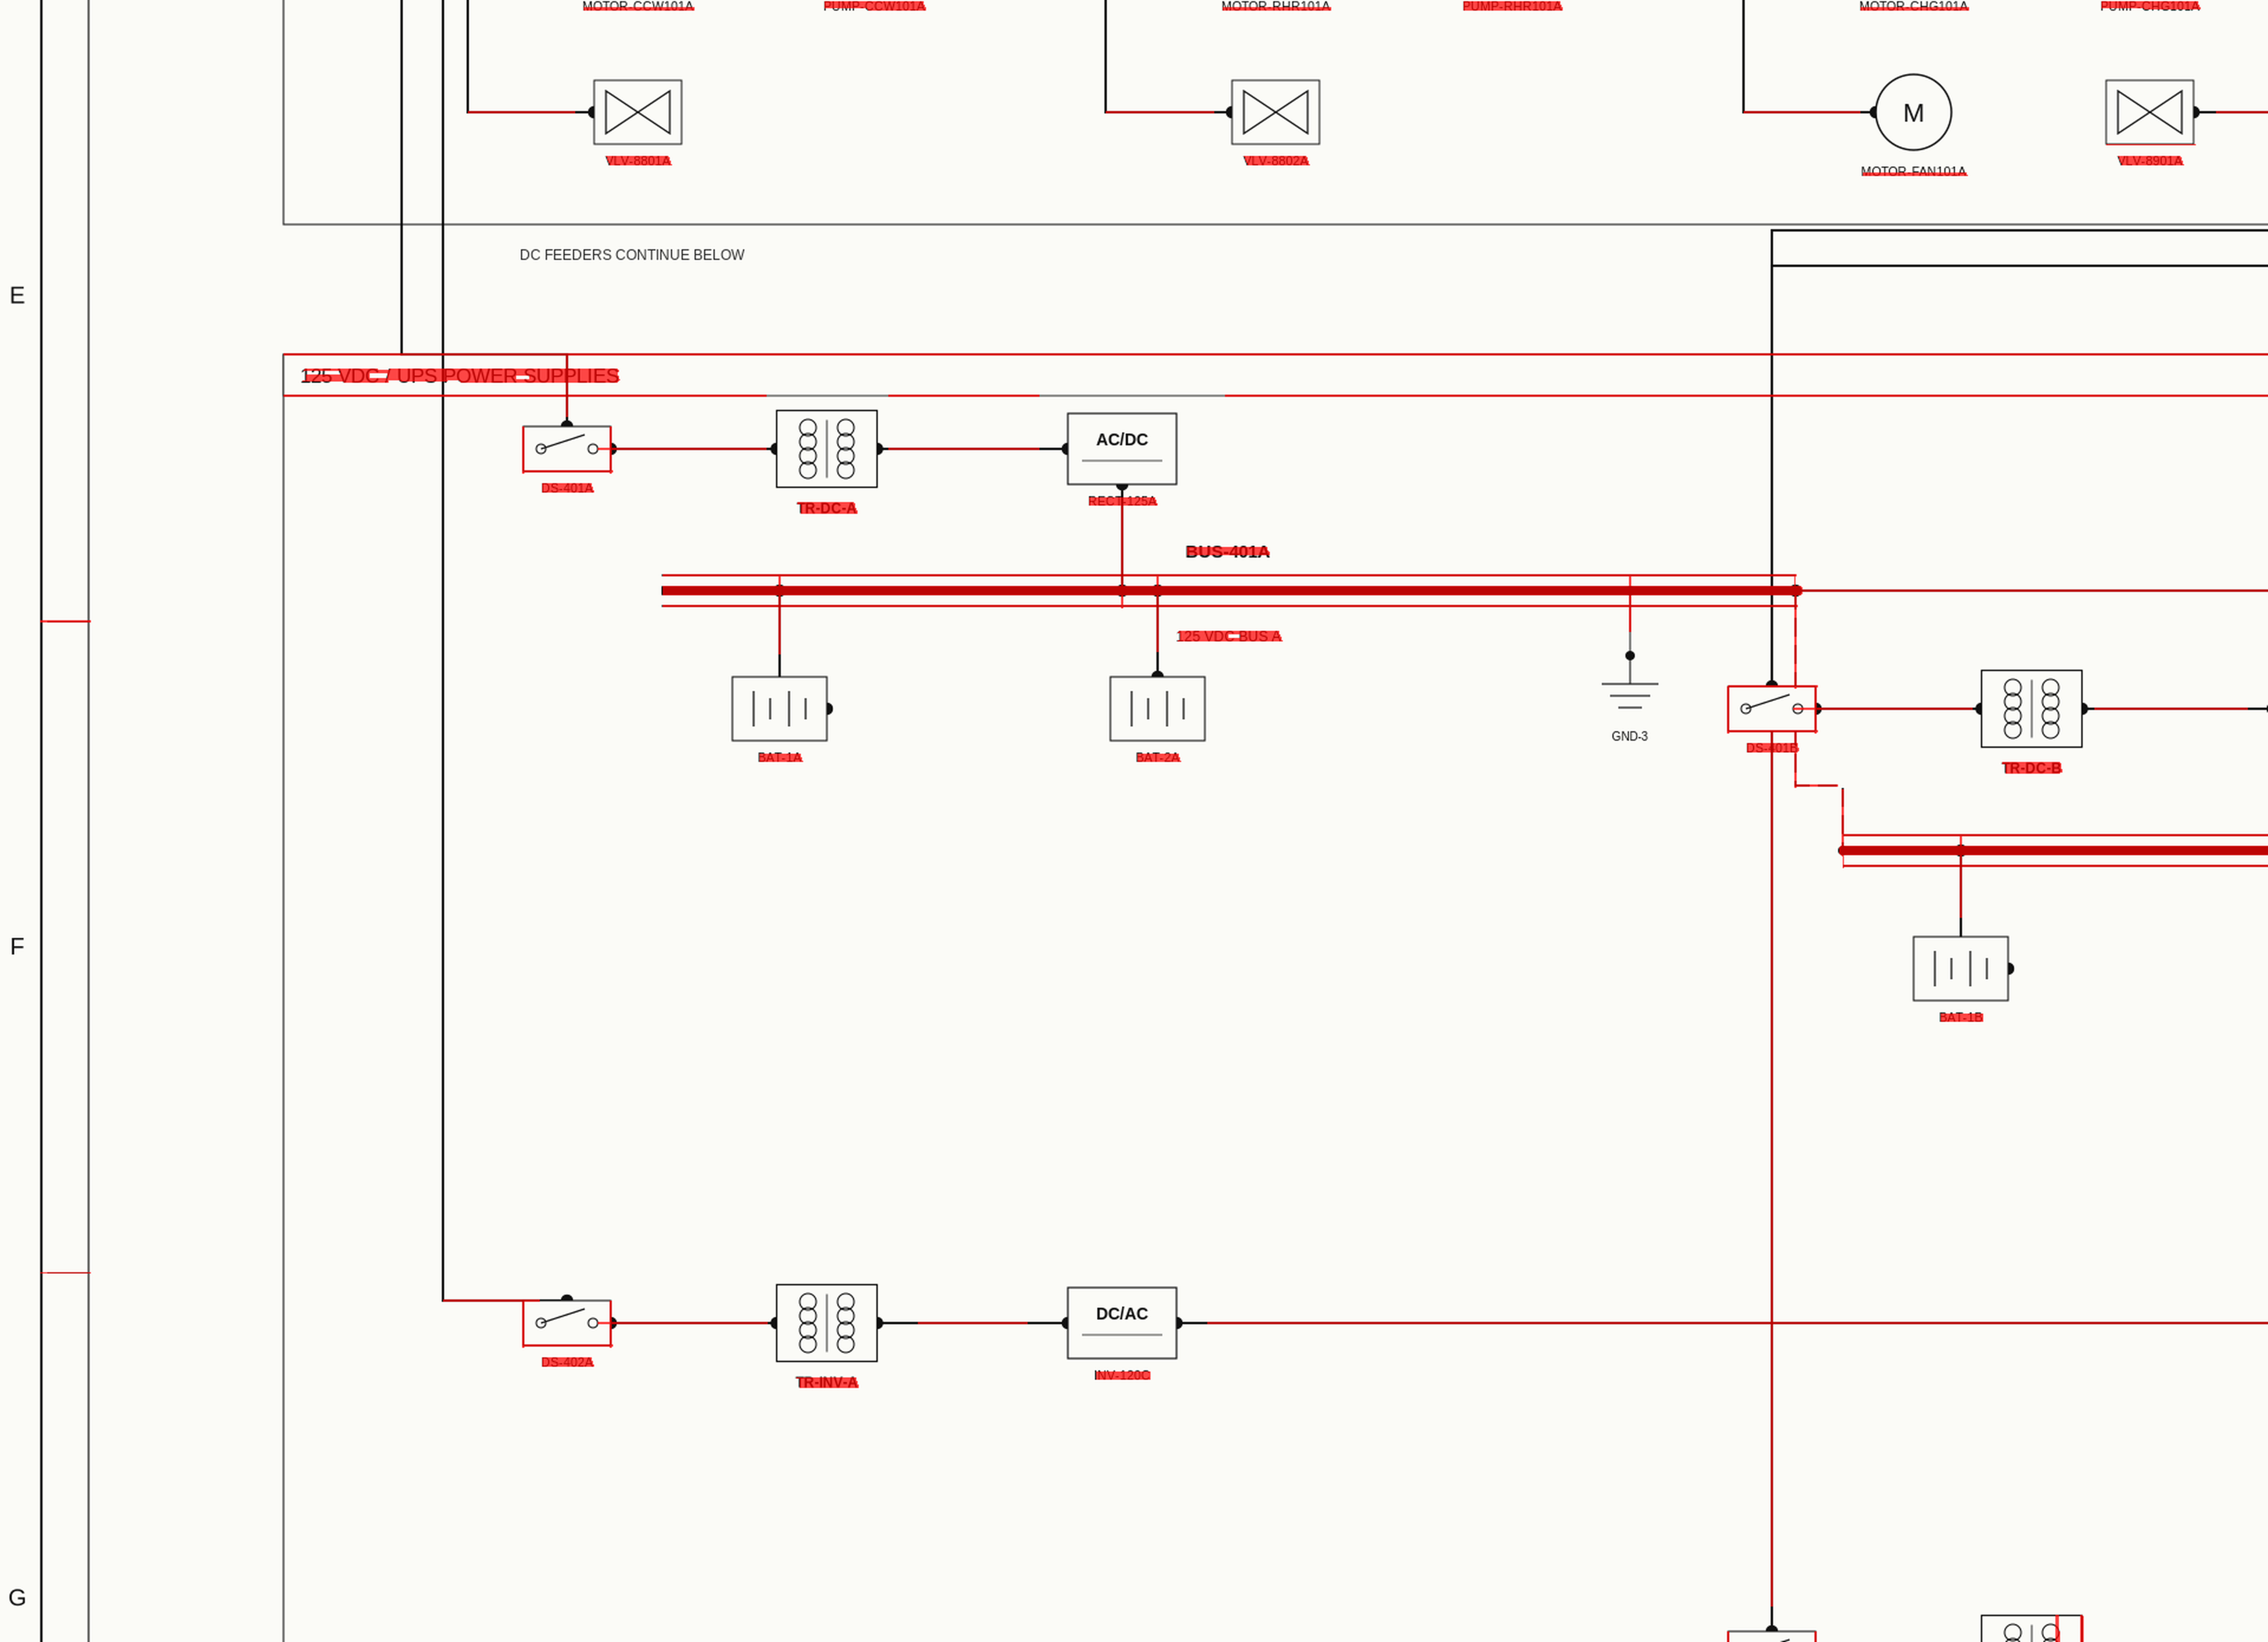 MOTOR-CCW101A
PUMP-CCW101A
MOTOR-RHR101A
PUMP-RHR101A
MOTOR-CHG101A
PUMP-CHG101A
M
VLV-8801A
VLV-8802A
MOTOR-FAN101A
VLV-8901A
DC FEEDERS CONTINUE BELOW
E
125 VDC / UPS POWER SUPPLIES
AC/DC
DS-401A
TR-DC-A
RECT-125A
BUS-401A
125 VDC BUS A
GND-3
BAT-1A
BAT-2A
DS-401B
TR-DC-B
F
BAT-1B
DC/AC
DS-402A
TR-INV-A
INV-120C
G